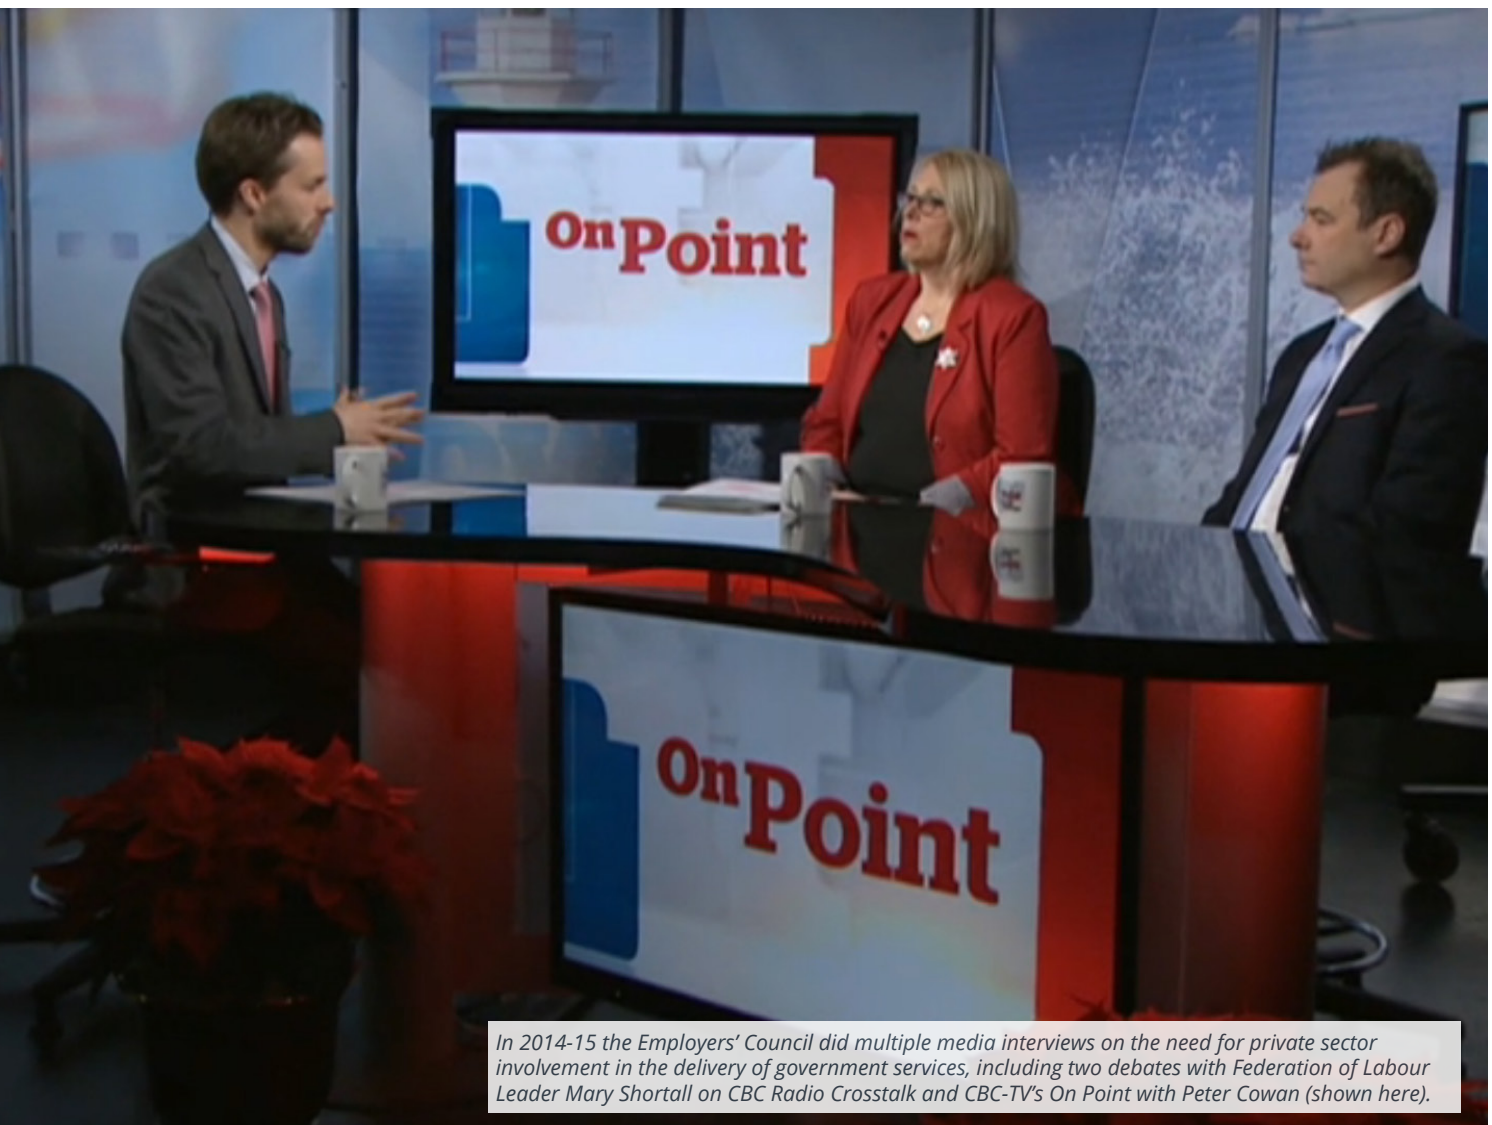 On Point
On Point
In 2014-15 the Employers’ Council did multiple media interviews on the need for private sector
involvement in the delivery of government services, including two debates with Federation of Labour
Leader Mary Shortall on CBC Radio Crosstalk and CBC-TV’s On Point with Peter Cowan (shown here).